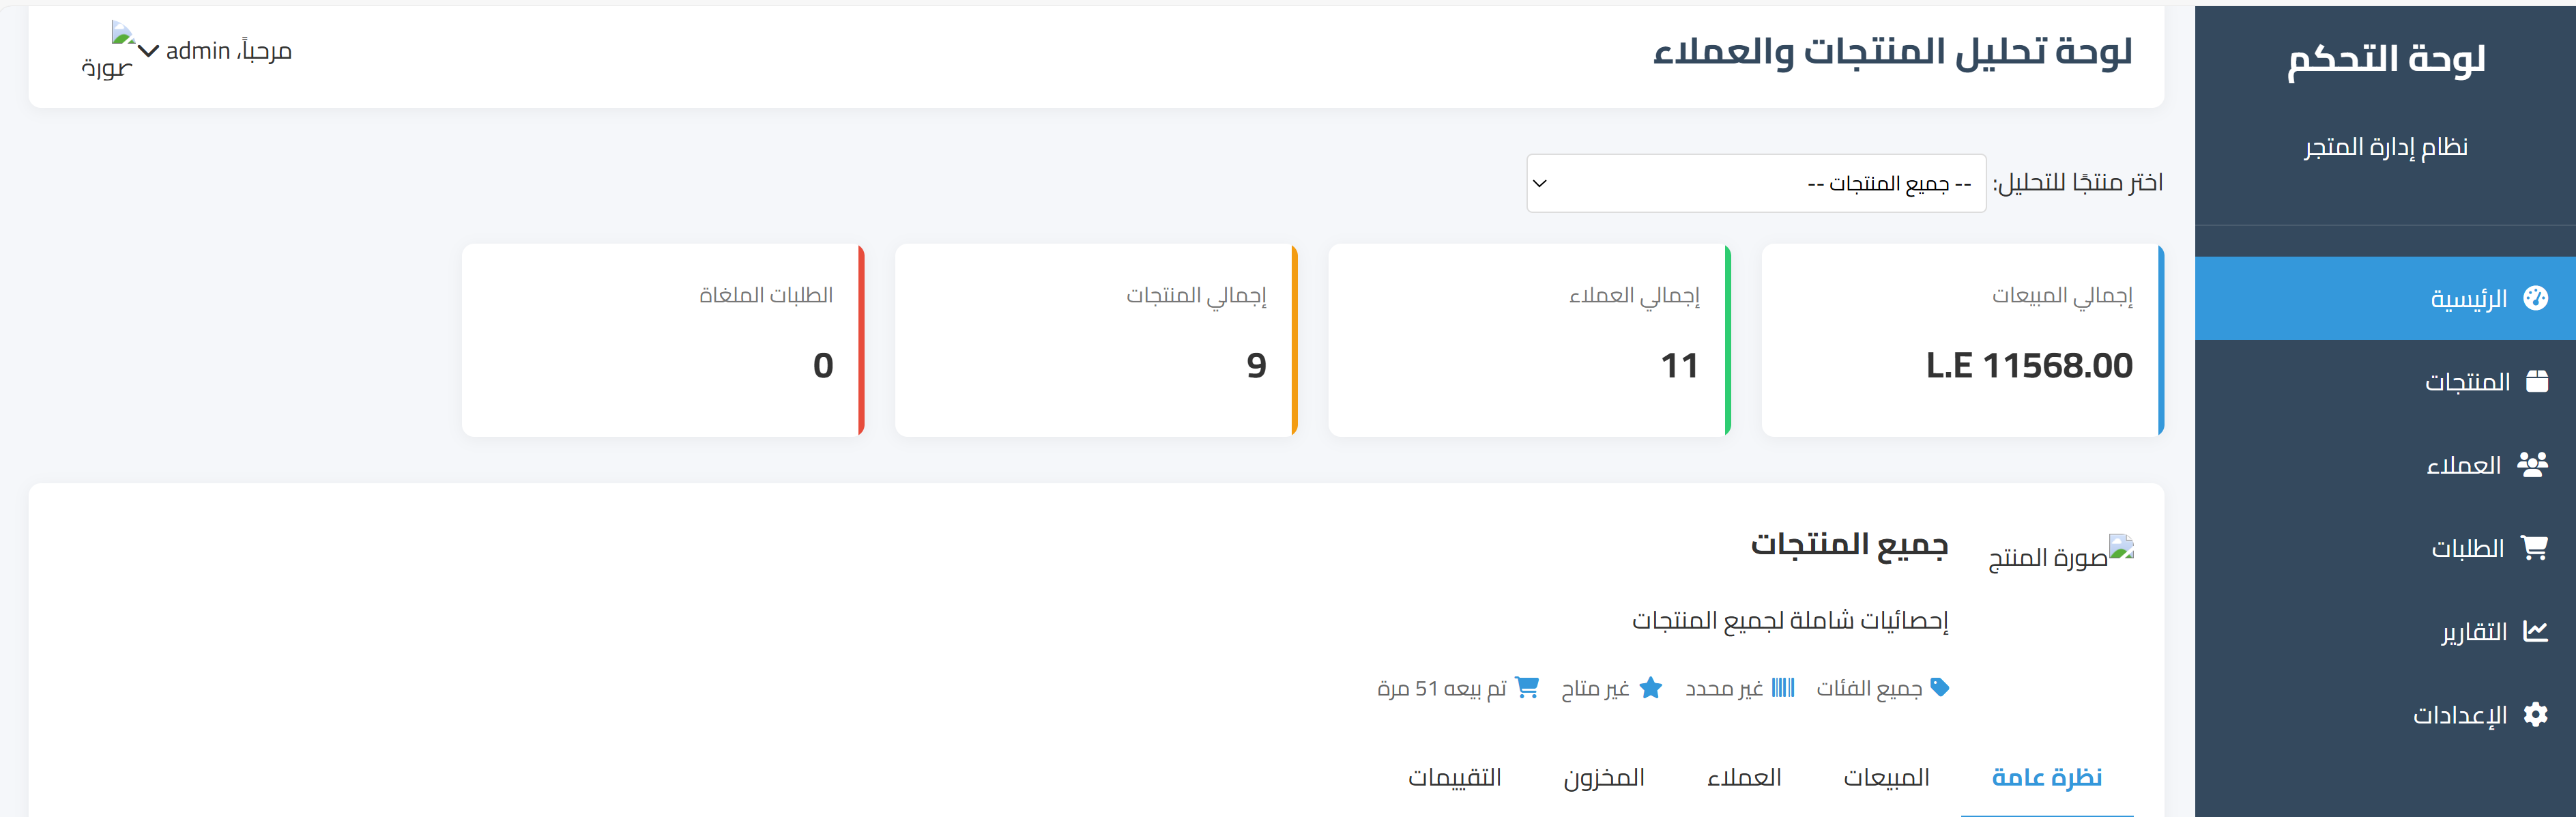 لوحة التحكم
نظام إدارة المتجر
الرئيسية
المنتجات
العملاء
الطلبات
التقارير
الإعدادات
لوحة تحليل المنتجات والعملاء
مرحباً، admin
صورة
اختر منتجًا للتحليل:
-- جميع المنتجات --
إجمالي المبيعات
L.E 11568.00
إجمالي العملاء
11
إجمالي المنتجات
9
الطلبات الملغاة
0
صورة المنتج
جميع المنتجات
إحصائيات شاملة لجميع المنتجات
جميع الفئات غير محدد غير متاح تم بيعه 51 مرة
نظرة عامة المبيعات العملاء المخزون التقييمات